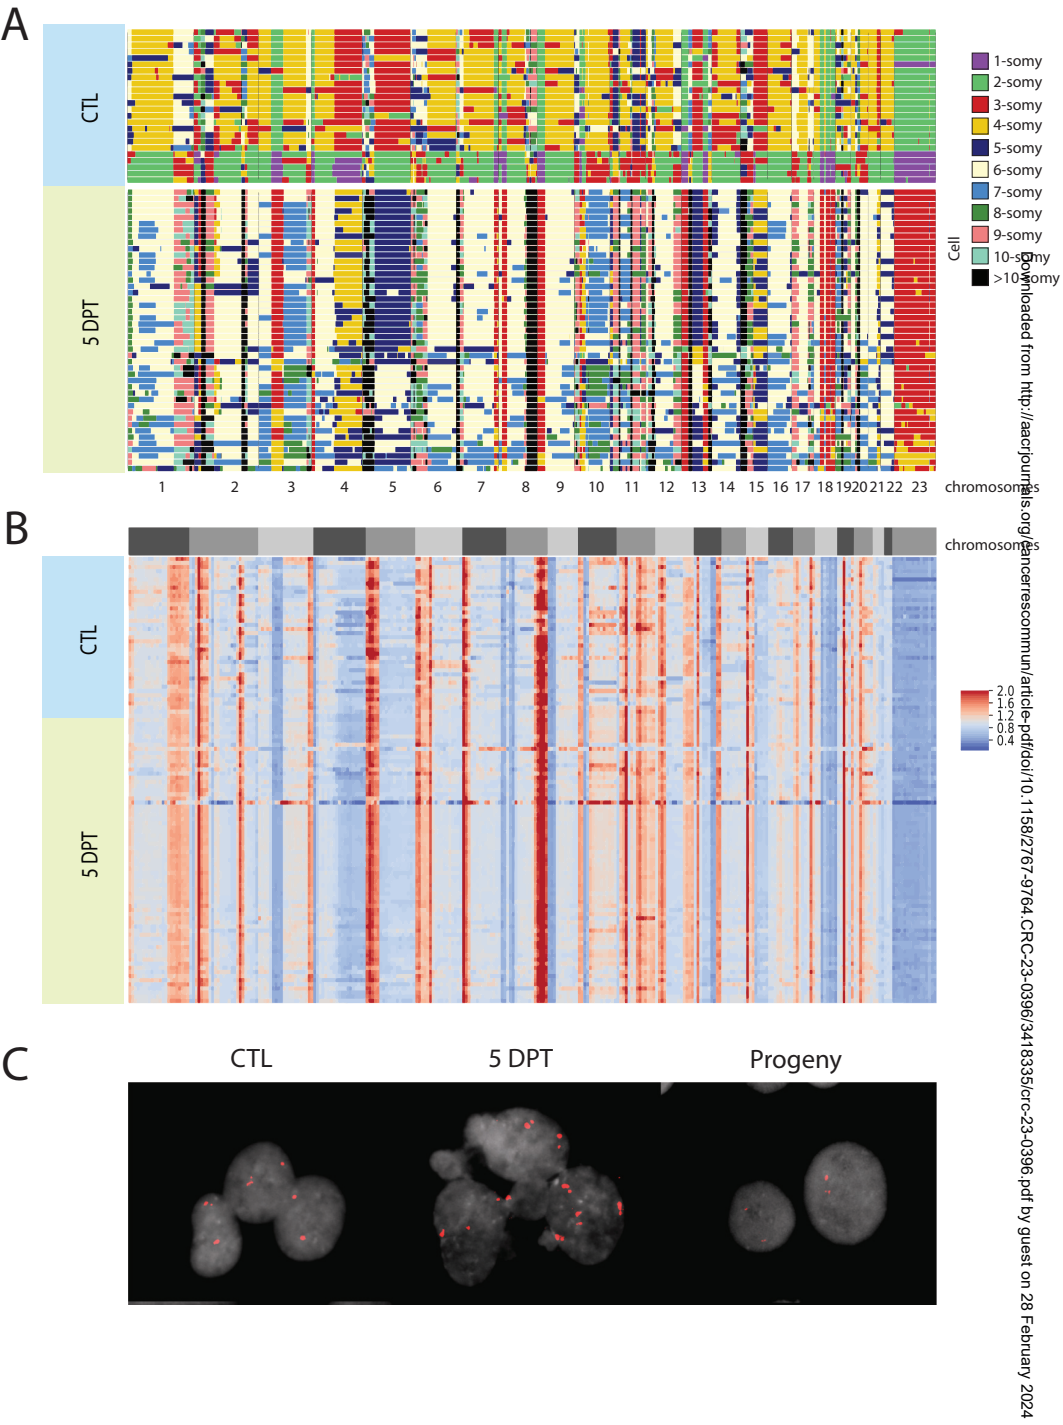 A
CTL
5 DPT
1-somy
2-somy
3-somy
4-somy
5-somy
6-somy
7-somy
8-somy
9-somy
10-somy
>10-somy
Cell
1 2 3 4 5 6 7 8 9 10 11 12 13 14 15 16 17 18 19 20 21 22 23 chromosomes
B
chromosomes
CTL
5 DPT
2.0
1.6
1.2
0.8
0.4
C
CTL 5 DPT Progeny
Downloaded from http://aacrjournals.org/cancerrescommun/article-pdf/doi/10.1158/2767-9764.CRC-23-0396/3418335/crc-23-0396.pdf by guest on 28 February 2024